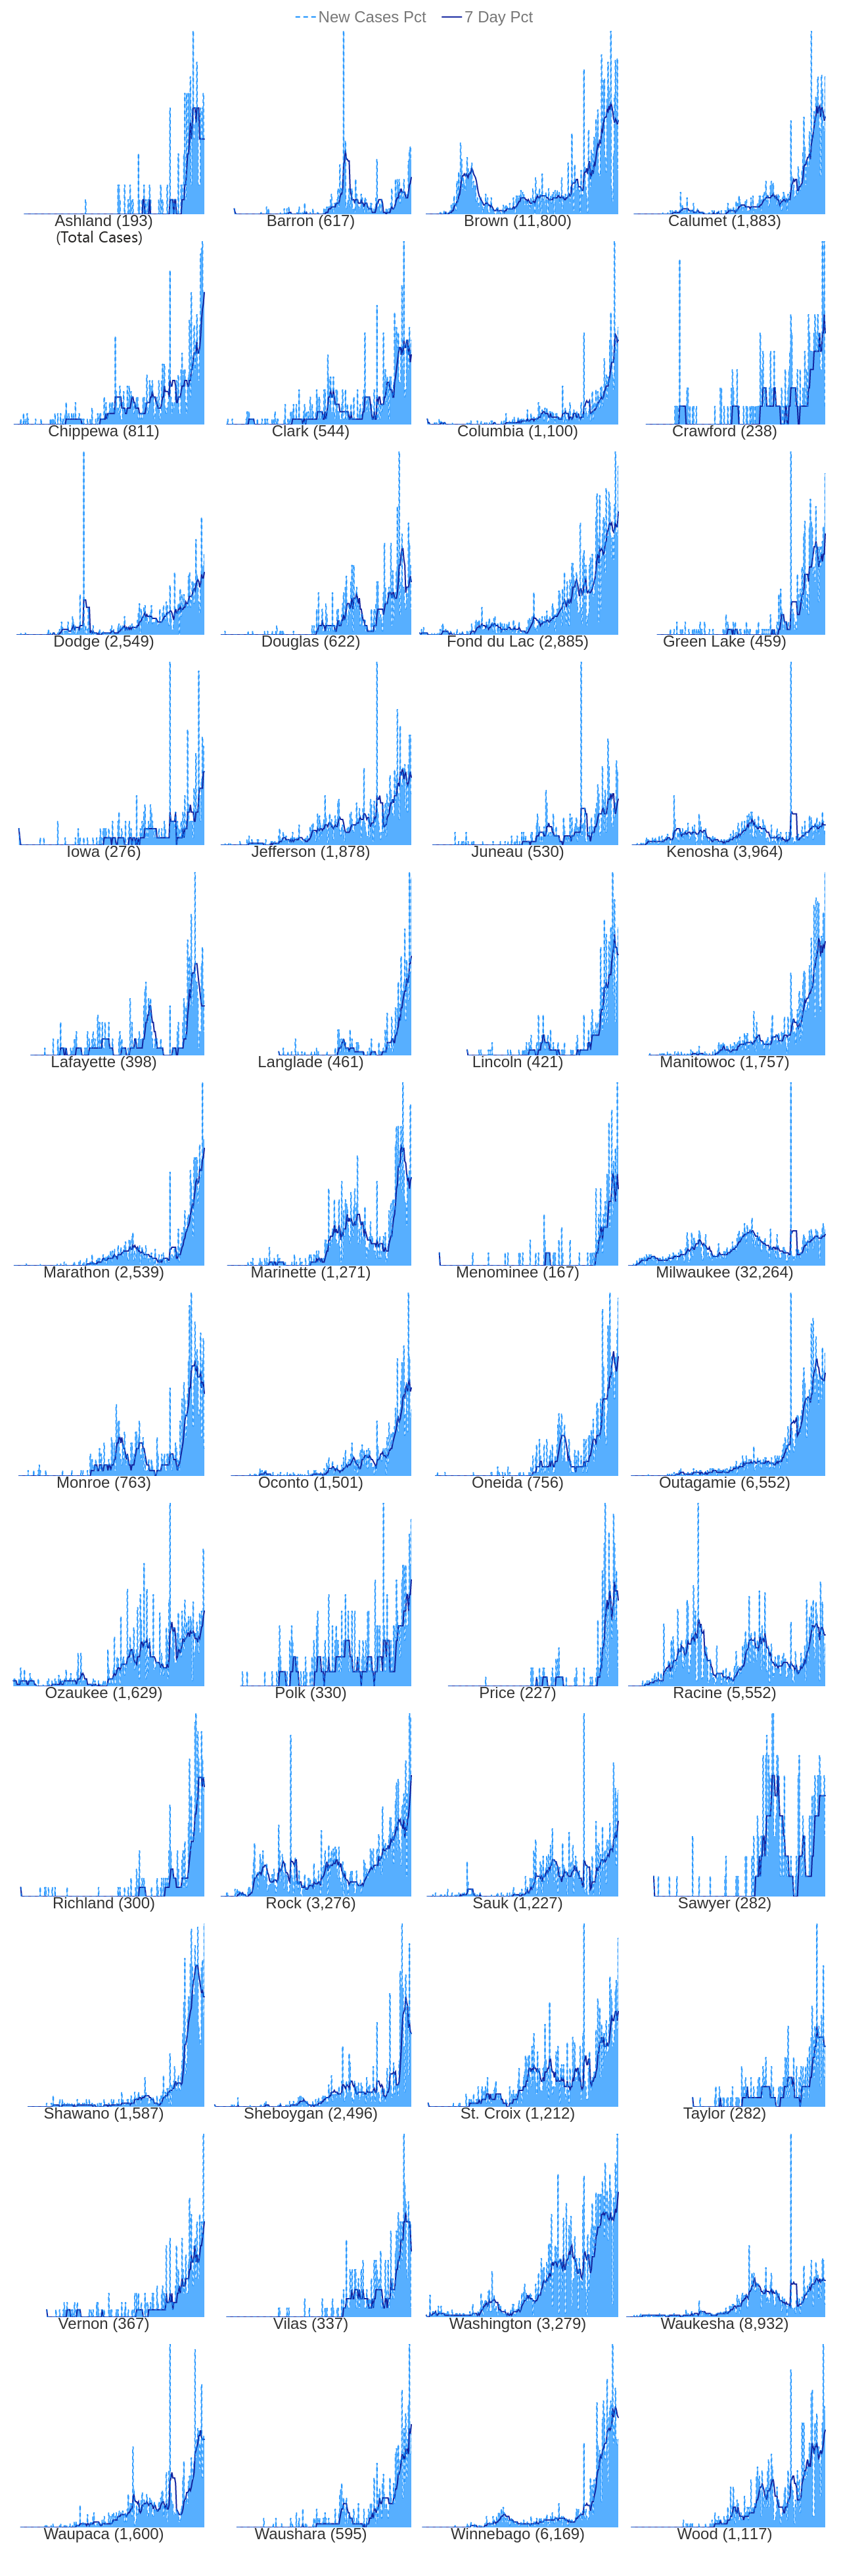 New Cases Pct 7 Day Pct
Ashland (193) Barron (617) Brown (11,800) Calumet (1,883)
(Total Cases)
Chippewa (811) Clark (544) Columbia (1,100) Crawford (238)
Dodge (2,549) Douglas (622) Fond du Lac (2,885) Green Lake (459)
Iowa (276) Jefferson (1,878) Juneau (530) Kenosha (3,964)
Lafayette (398) Langlade (461) Lincoln (421) Manitowoc (1,757)
Marathon (2,539) Marinette (1,271) Menominee (167) Milwaukee (32,264)
Monroe (763) Oconto (1,501) Oneida (756) Outagamie (6,552)
Ozaukee (1,629) Polk (330) Price (227) Racine (5,552)
Richland (300) Rock (3,276) Sauk (1,227) Sawyer (282)
Shawano (1,587) Sheboygan (2,496) St. Croix (1,212) Taylor (282)
Vernon (367) Vilas (337) Washington (3,279) Waukesha (8,932)
Waupaca (1,600) Waushara (595) Winnebago (6,169) Wood (1,117)